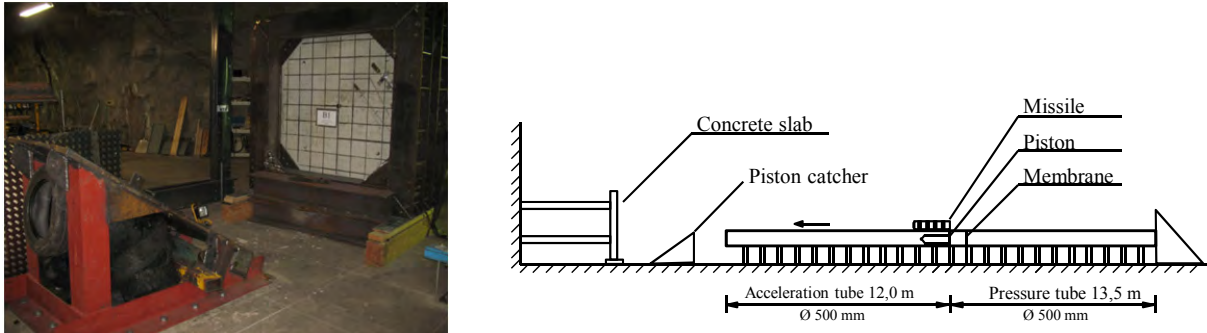 B1
Concrete slab
Piston catcher
Missile
Piston
Membrane
Acceleration tube 12,0 m
Ø 500 mm
Pressure tube 13,5 m
Ø 500 mm